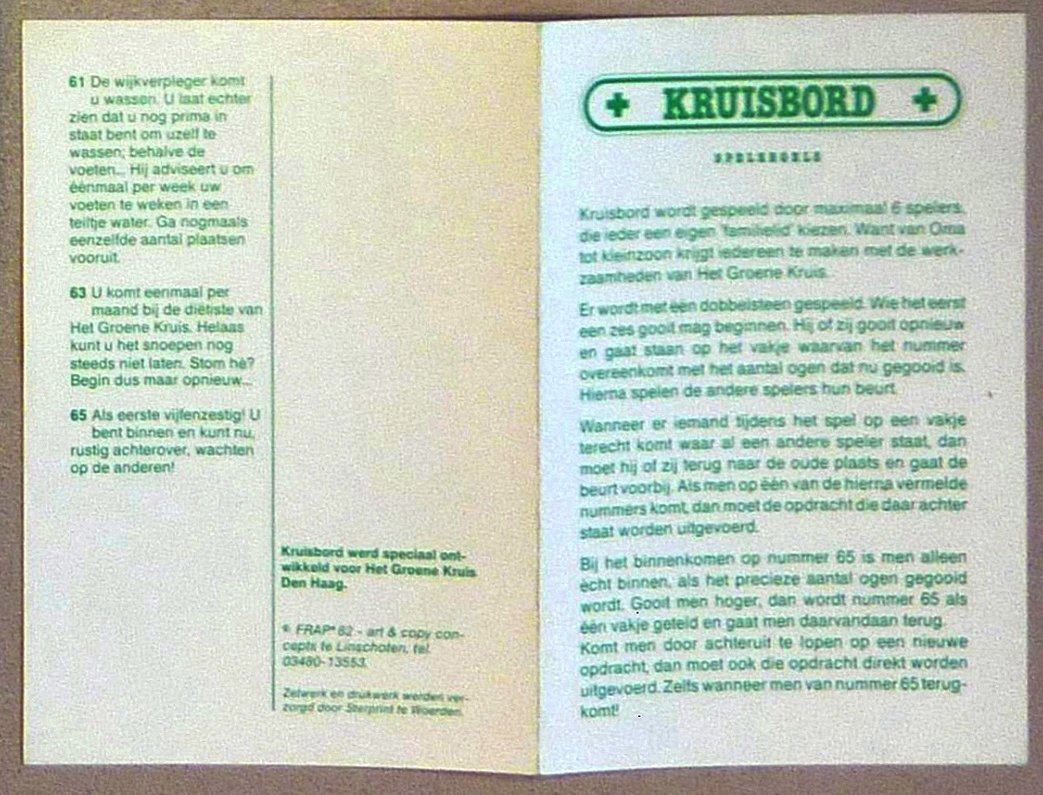 61 De wijkverpleger komt
u wassen. U laat echter
zien dat u nog prima in
staat bent om uzelf te
wassen; behalve de
voeten... Hij adviseert u om
éénmaal per week uw
voeten te weken in een
teiltje water. Ga nogmaals
eenzelfde aantal plaatsen
vooruit.
63 U komt eenmaal per
maand bij de diëtiste van
Het Groene Kruis. Helaas
kunt u het snoepen nog
steeds niet laten. Stom hè?
Begin dus maar opnieuw...
65 Als eerste vijfenzestig! U
bent binnen en kunt nu,
rustig achterover, wachten
op de anderen!
Kruisbord werd speciaal ont-
wikkeld voor Het Groene Kruis
Den Haag.
© FRAP* 82 - art & copy con-
cepts te Linschoten, tel.
03480-13553.
Zetwerk en drukwerk werden ver-
zorgd door Sterprint te Woerden.
KRUISBORD
SPELREGELS
Kruisbord wordt gespeeld door maximaal 6 spelers,
die ieder een eigen 'familielid' kiezen. Want van Oma
tot kleinzoon krijgt iedereen te maken met de werk-
zaamheden van Het Groene Kruis.
Er wordt met één dobbelsteen gespeeld. Wie het eerst
een zes gooit mag beginnen. Hij of zij gooit opnieuw
en gaat staan op het vakje waarvan het nummer
overeenkomt met het aantal ogen dat nu gegooid is.
Hierna spelen de andere spelers hun beurt.
Wanneer er iemand tijdens het spel op een vakje
terecht komt waar al een andere speler staat, dan
moet hij of zij terug naar de oude plaats en gaat de
beurt voorbij. Als men op één van de hierna vermelde
nummers komt, dan moet de opdracht die daar achter
staat worden uitgevoerd.
Bij het binnenkomen op nummer 65 is men alleen
écht binnen, als het precieze aantal ogen gegooid
wordt. Gooit men hoger, dan wordt nummer 65 als
één vakje geteld en gaat men daarvandaan terug.
Komt men door achteruit te lopen op een nieuwe
opdracht, dan moet ook die opdracht direkt worden
uitgevoerd. Zelfs wanneer men van nummer 65 terug-
komt!